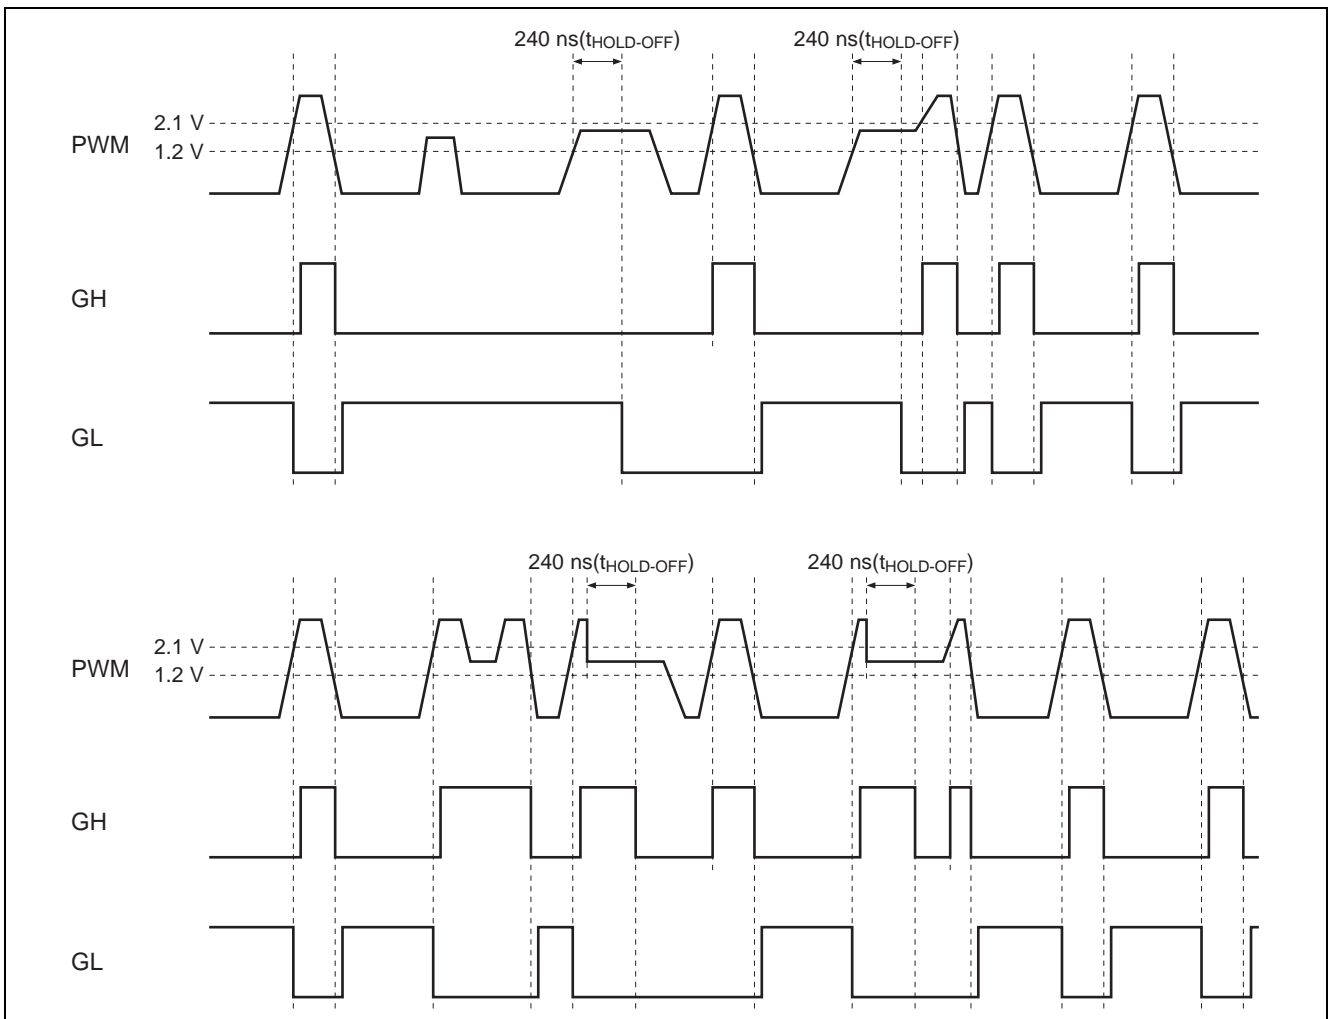 240 ns(tHOLD-OFF) 240 ns(tHOLD-OFF)
2.1 V
PWM
1.2 V
GH
GL
240 ns(tHOLD-OFF) 240 ns(tHOLD-OFF)
2.1 V
PWM
1.2 V
GH
GL